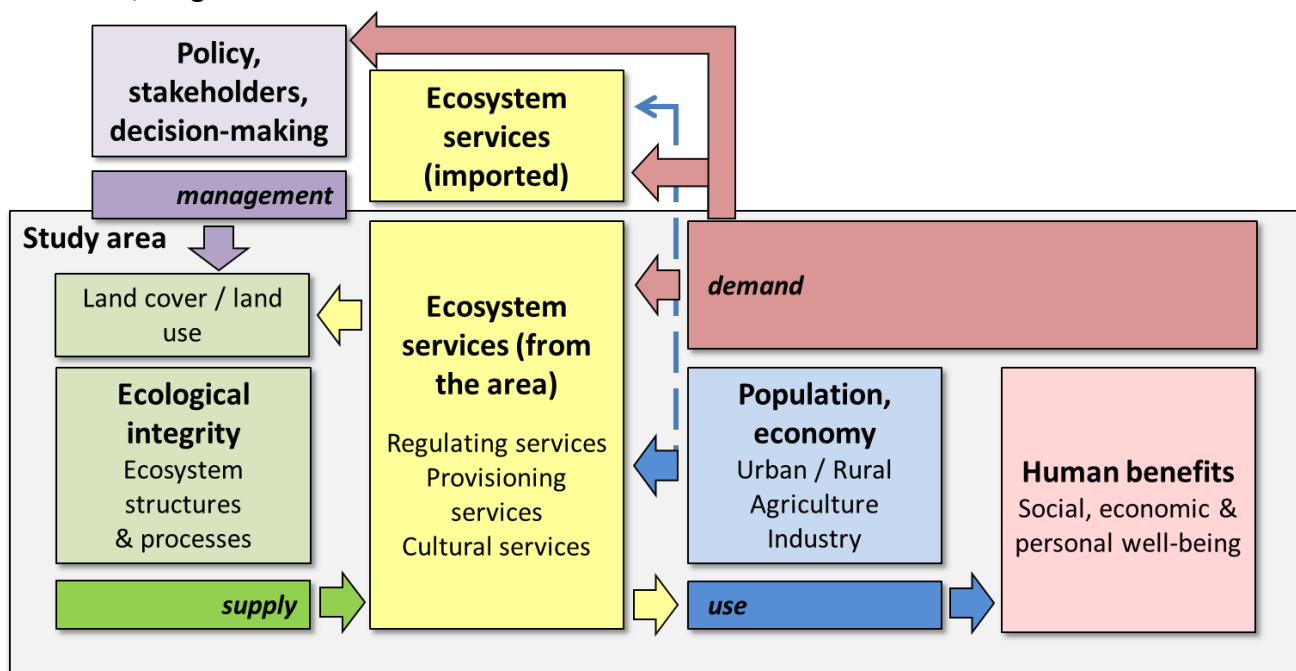 Policy,
stakeholders,
decision-making
Ecosystem
services
(imported)
management
Study area
Land cover / land
use
Ecosystem
services (from
the area)
Regulating services
Provisioning
services
Cultural services
demand
Ecological
integrity
Ecosystem
structures
& processes
Population,
economy
Urban / Rural
Agriculture
Industry
Human benefits
Social, economic &
personal well-being
supply
use